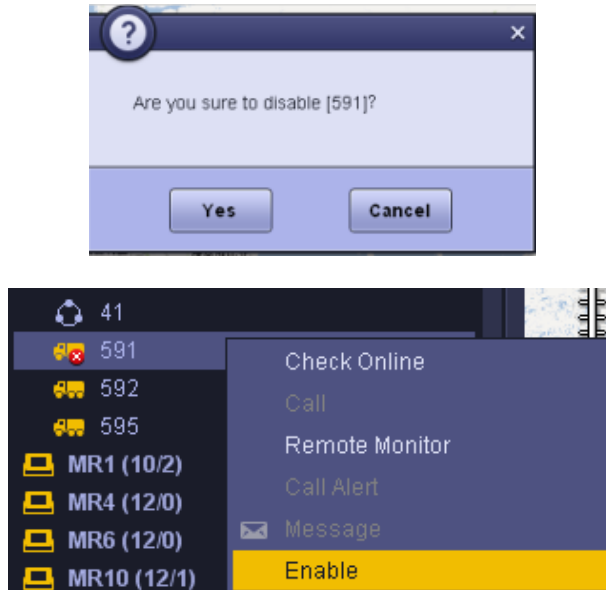 Are you sure to disable [591]?
Yes
Cancel
41
591
592
595
MR1 (10/2)
MR4 (12/0)
MR6 (12/0)
MR10 (12/1)
Check Online
Call
Remote Monitor
Call Alert
Message
Enable